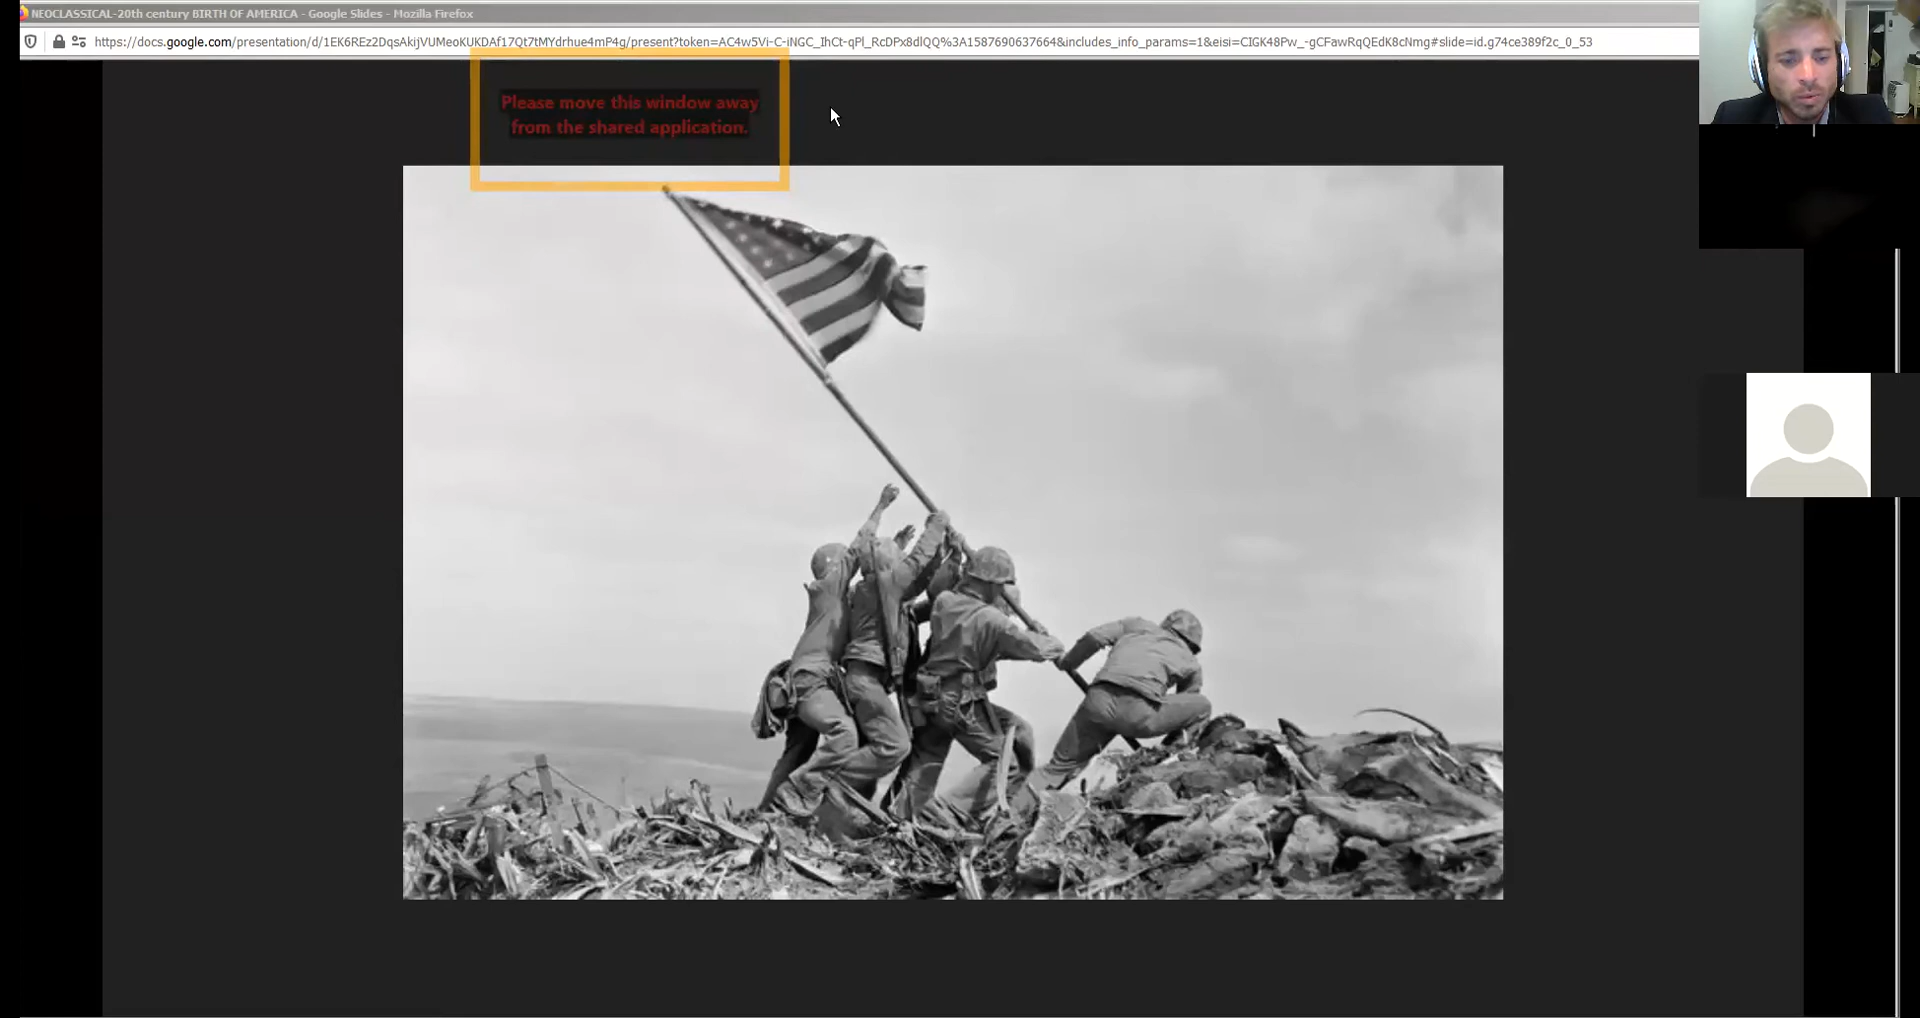 NEOCLASSICAL-20th century BIRTH OF AMERICA - Google Slides - Mozilla Firefox
https://docs.google.com/presentation/d/1EK6REz2DqsAkijVUMeoKUKDAf17Qt7tMYdrhue4mP4g/present?token=AC4w5Vi-C-iNGC_IhCt-qPl_RcDPx8dlQQ%3A1587690637664&includes_info_params=1&eisi=CIGK48Pw_-gCFawRqQEdK8cNmg#slide=id.g74ce389f2c_0_53
Please move this window away
from the shared application.